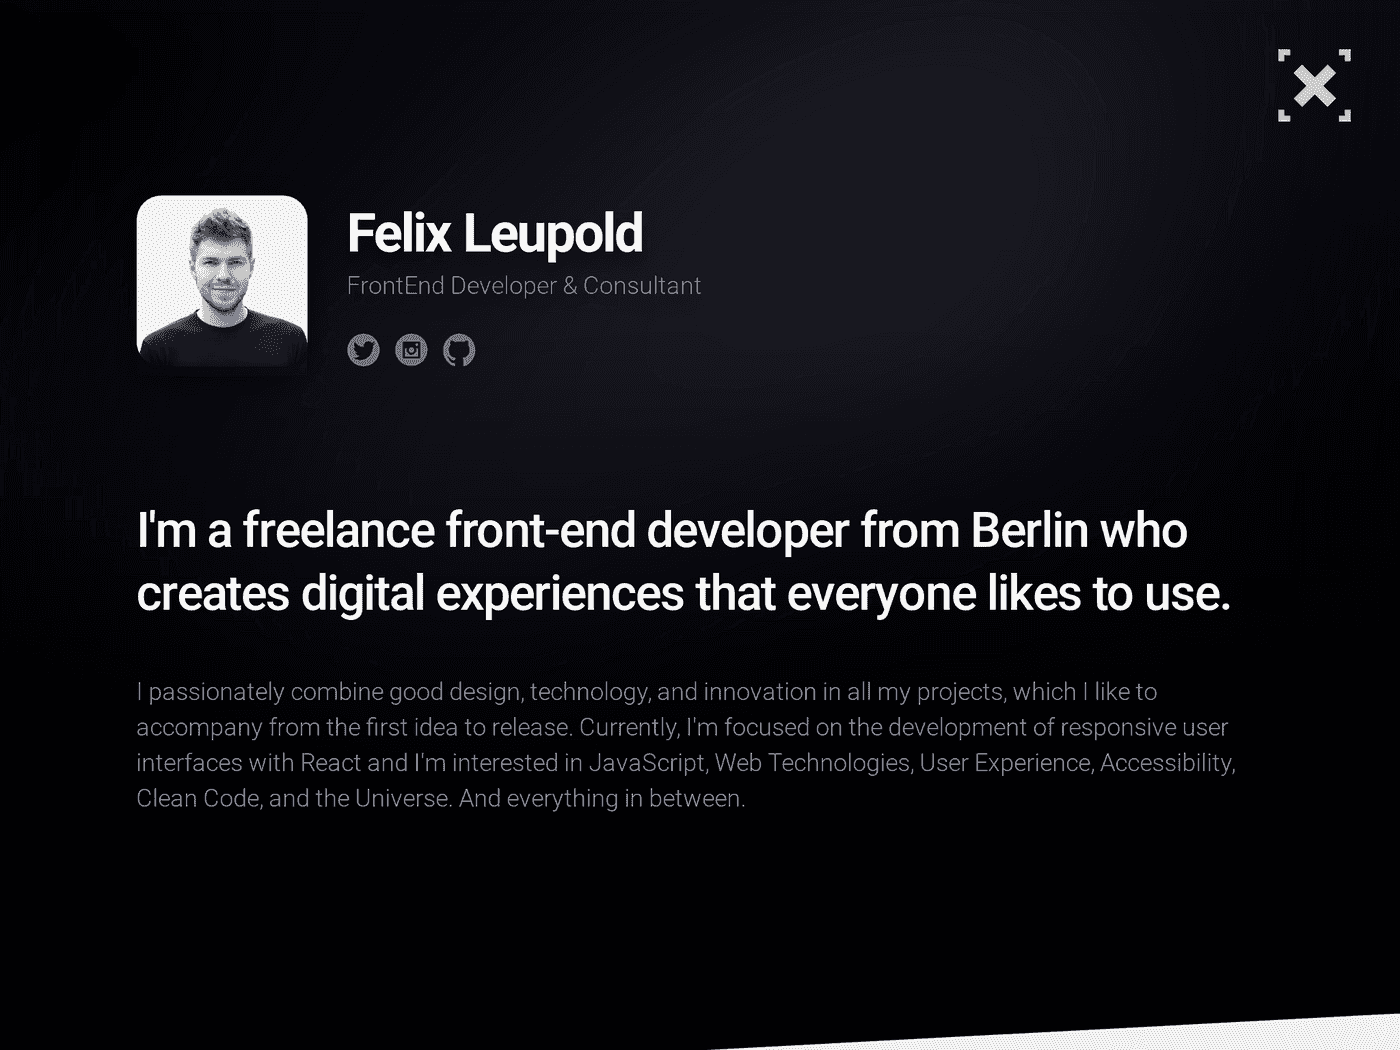 Felix Leupold
FrontEnd Developer & Consultant
I'm a freelance front-end developer from Berlin who
creates digital experiences that everyone likes to use.
I passionately combine good design, technology, and innovation in all my projects, which I like to
accompany from the first idea to release. Currently, I'm focused on the development of responsive user
interfaces with React and I'm interested in JavaScript, Web Technologies, User Experience, Accessibility,
Clean Code, and the Universe. And everything in between.